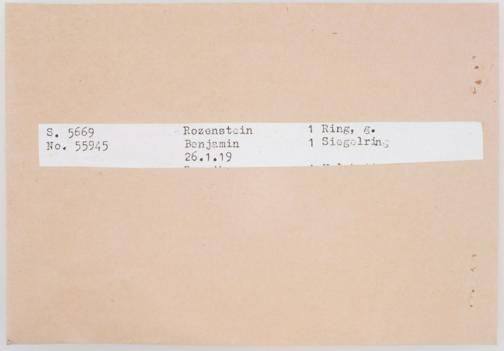 S. 5669 Rozenstein 1 Ring, g.
No. 55945 Benjamin 1 Siegelring
26.1.19